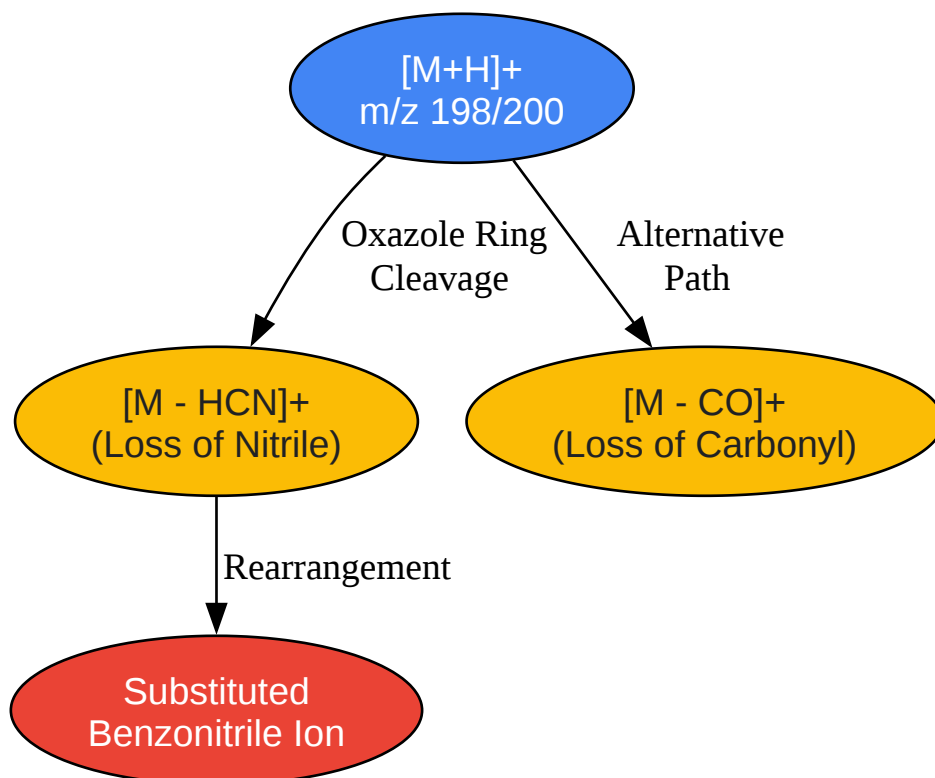 [M+H]+
m/z 198/200
Oxazole Ring
Cleavage
Alternative
Path
[M - HCN]+
(Loss of Nitrile)
[M - CO]+
(Loss of Carbonyl)
Rearrangement
Substituted
Benzonitrile Ion